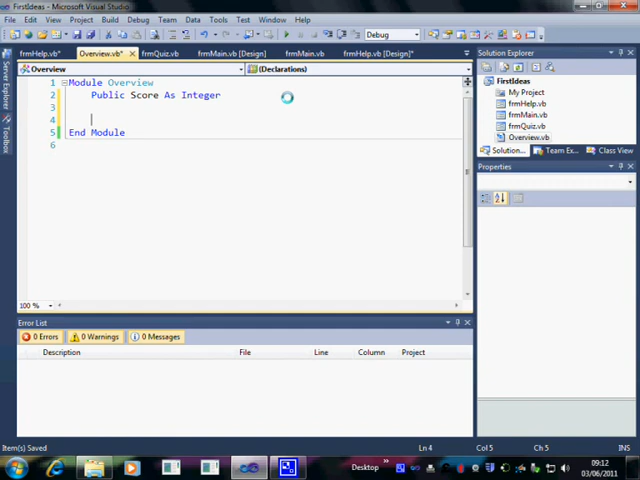 FirstIdeas - Microsoft Visual Studio
File Edit View Project Build Debug Team Data Tools Test Window Help
Debug
frmHelp.vb* Overview.vb* frmQuiz.vb frmMain.vb [Design] frmMain.vb frmHelp.vb [Design]*
Overview (Declarations)
1 Module Overview
2 Public Score As Integer
3
4
5 End Module
6
100 %
Server Explorer
Toolbox
Solution Explorer
FirstIdeas
My Project
frmHelp.vb
frmMain.vb
frmQuiz.vb
Overview.vb
Solution... Team Ex... Class View
Properties
Error List
0 Errors 0 Warnings 0 Messages
Description File Line Column Project
Item(s) Saved Ln 4 Col 5 Ch 5 INS
Desktop »
09:12
03/06/2011